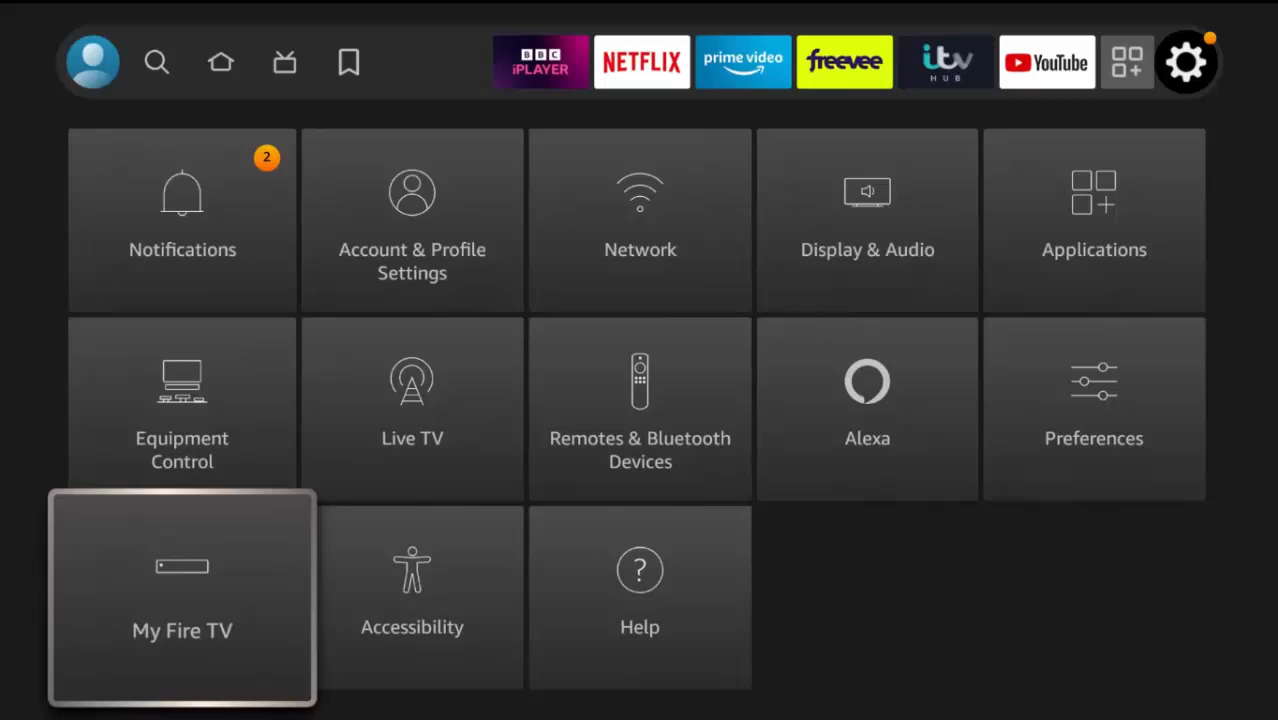 BBC
iPLAYER
NETFLIX
prime video
freevee
itv
HUB
YouTube
2
Notifications
Account & Profile
Settings
Network
Display & Audio
Applications
Equipment
Control
Live TV
Remotes & Bluetooth
Devices
Alexa
Preferences
My Fire TV
Accessibility
?
Help